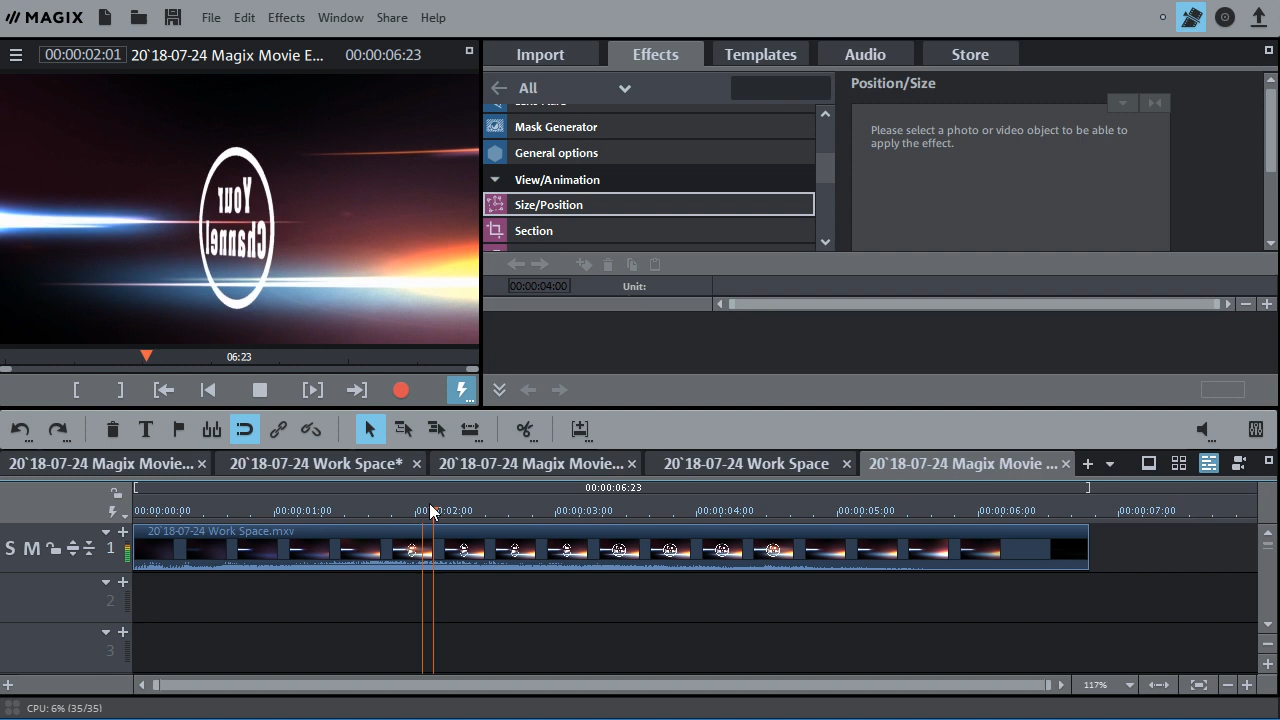 MAGIX
File Edit Effects Window Share Help
00:00:02:01 20`18-07-24 Magix Movie E... 00:00:06:23
Import Effects Templates Audio Store
All
Position/Size
Mask Generator
Please select a photo or video object to be able to
apply the effect.
General options
View/Animation
Size/Position
Section
Your
Channel
00:00:04:00 Unit:
06:23
20`18-07-24 Magix Movie... 20`18-07-24 Work Space* 20`18-07-24 Magix Movie... 20`18-07-24 Work Space 20`18-07-24 Magix Movie ...
00:00:06:23
00:00:00:00 00:00:01:00 00:00:02:00 00:00:03:00 00:00:04:00 00:00:05:00 00:00:06:00 00:00:07:00
20`18-07-24 Work Space.mxv
S M 1
2
3
117%
CPU: 6% (35/35)